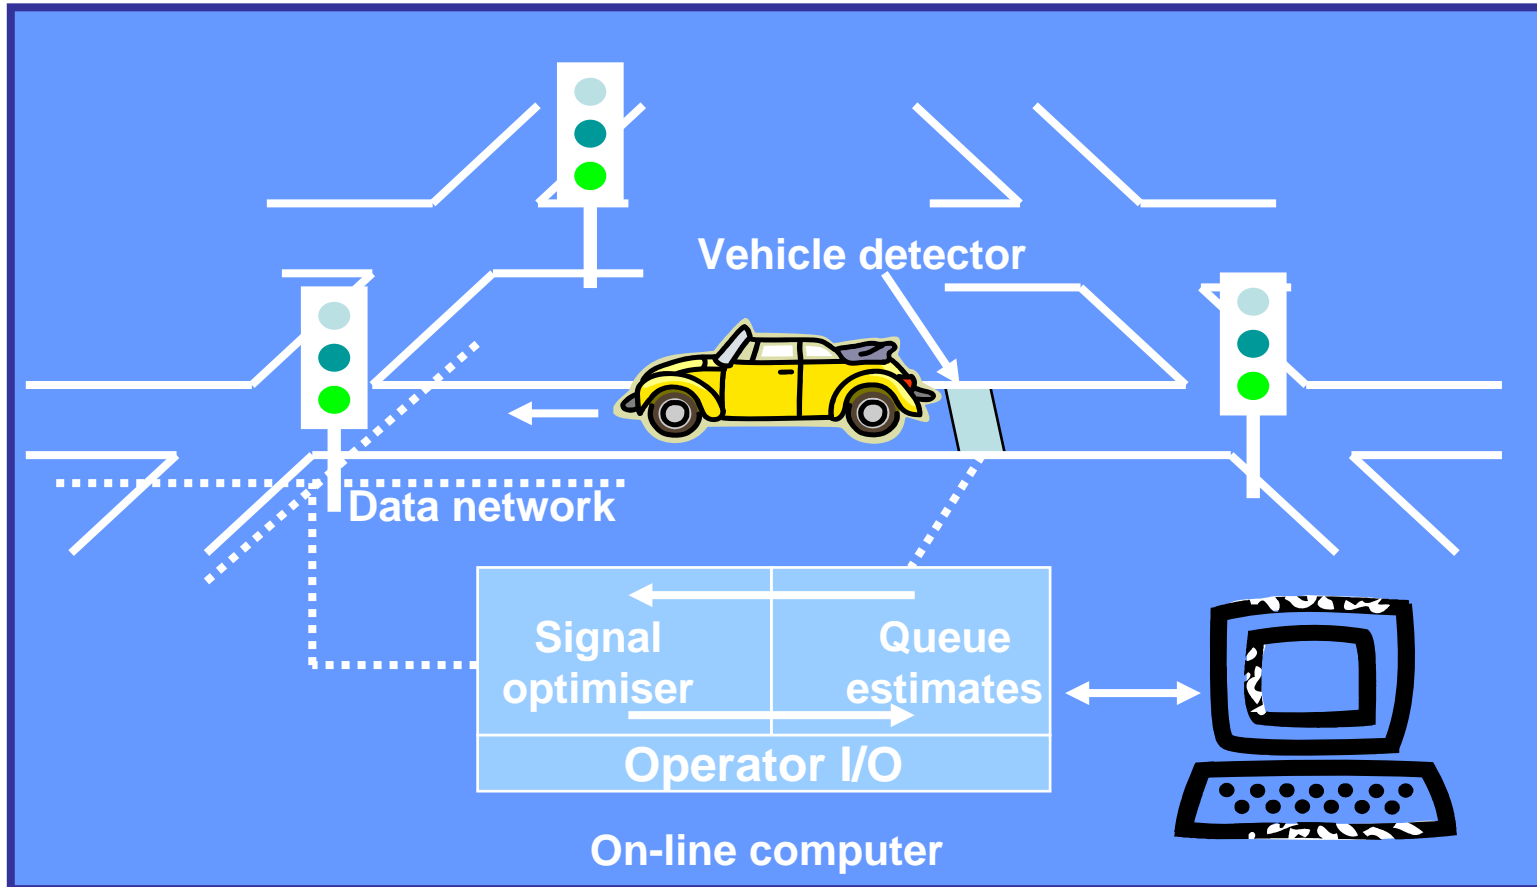 Vehicle detector
Data network
Signal
optimiser
Queue
estimates
Operator I/O
On-line computer